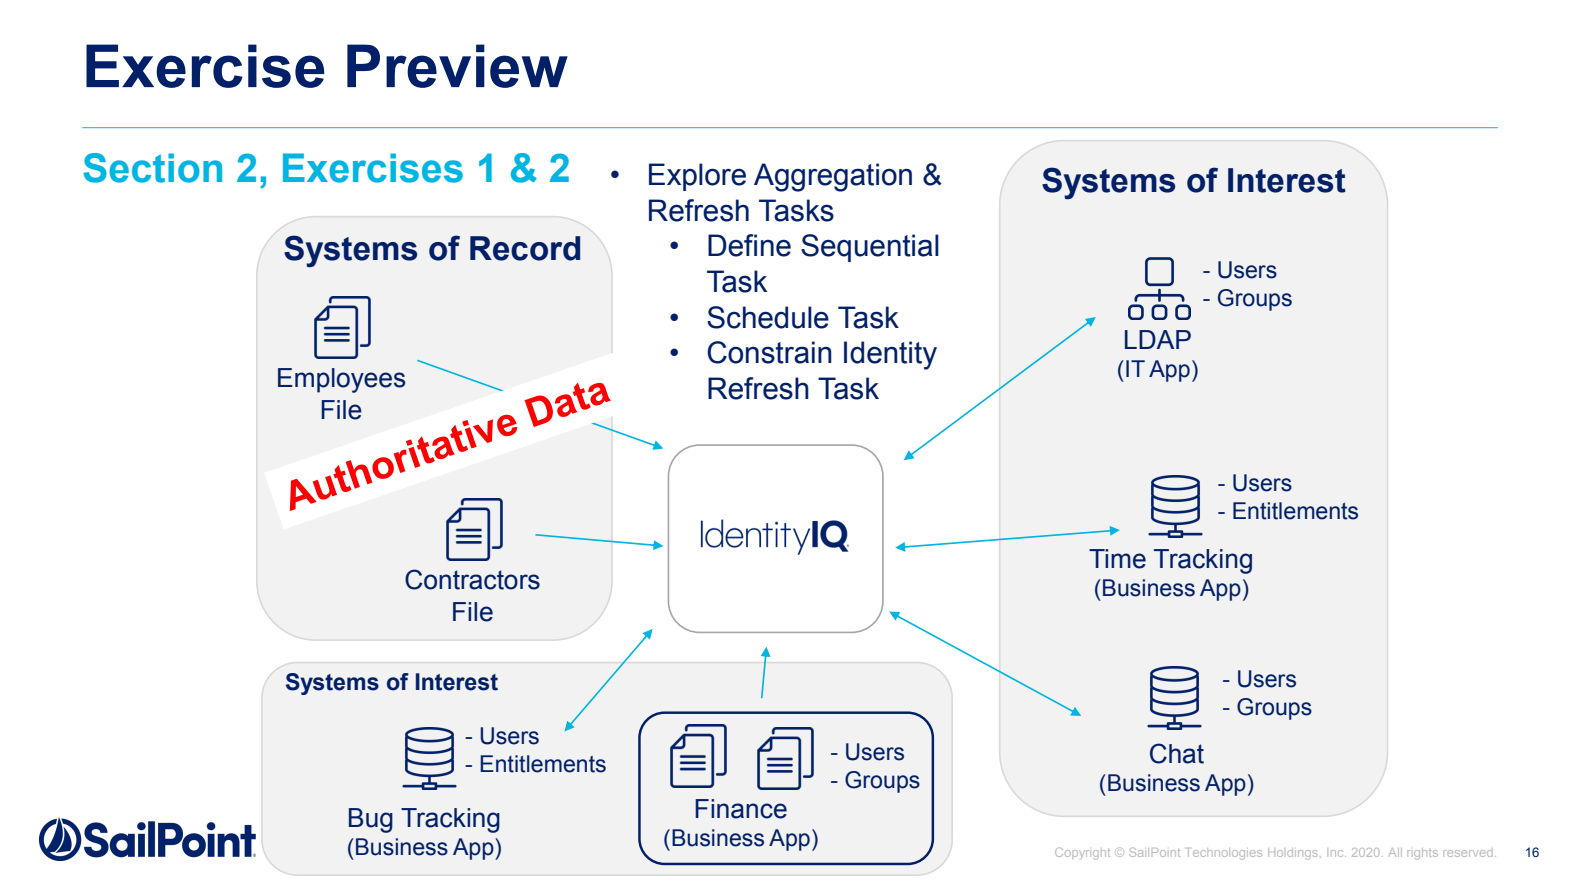 Exercise Preview
Section 2, Exercises 1 & 2
• Explore Aggregation &
Refresh Tasks
• Define Sequential
Task
• Schedule Task
• Constrain Identity
Refresh Task
Systems of Record
Employees
File
Authoritative Data
Contractors
File
IdentityIQ
Systems of Interest
- Users
- Groups
LDAP
(IT App)
- Users
- Entitlements
Time Tracking
(Business App)
- Users
- Groups
Chat
(Business App)
Systems of Interest
- Users
- Entitlements
Bug Tracking
(Business App)
- Users
- Groups
Finance
(Business App)
SailPoint
Copyright © SailPoint Technologies Holdings, Inc. 2020. All rights reserved.
16